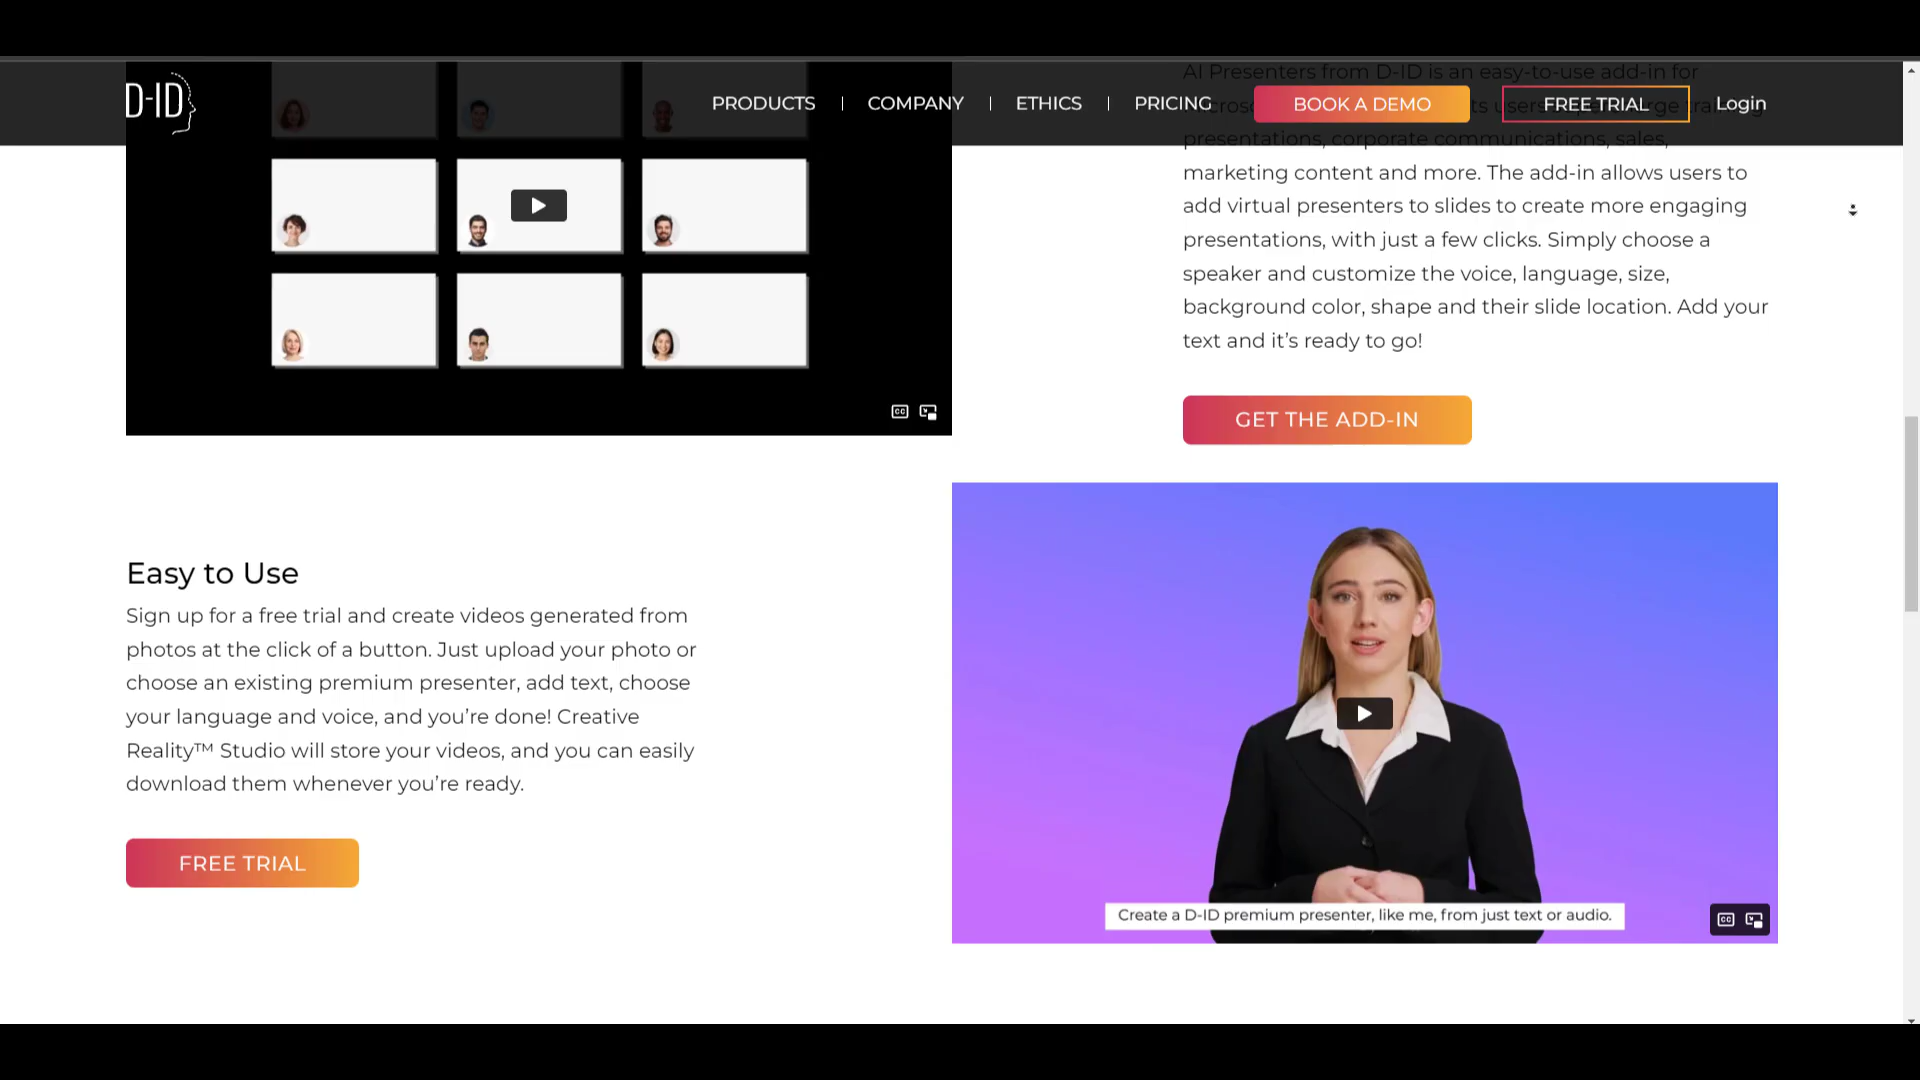 D-ID
PRODUCTS
COMPANY
ETHICS
PRICING
BOOK A DEMO
FREE TRIAL
Login
AI Presenters from D-ID is an easy-to-use add-in for
presentations, corporate communications, sales,
marketing content and more. The add-in allows users to
add virtual presenters to slides to create more engaging
presentations, with just a few clicks. Simply choose a
speaker and customize the voice, language, size,
background color, shape and their slide location. Add your
text and it’s ready to go!
GET THE ADD-IN
Easy to Use
Sign up for a free trial and create videos generated from
photos at the click of a button. Just upload your photo or
choose an existing premium presenter, add text, choose
your language and voice, and you’re done! Creative
Reality™ Studio will store your videos, and you can easily
download them whenever you’re ready.
FREE TRIAL
Create a D-ID premium presenter, like me, from just text or audio.